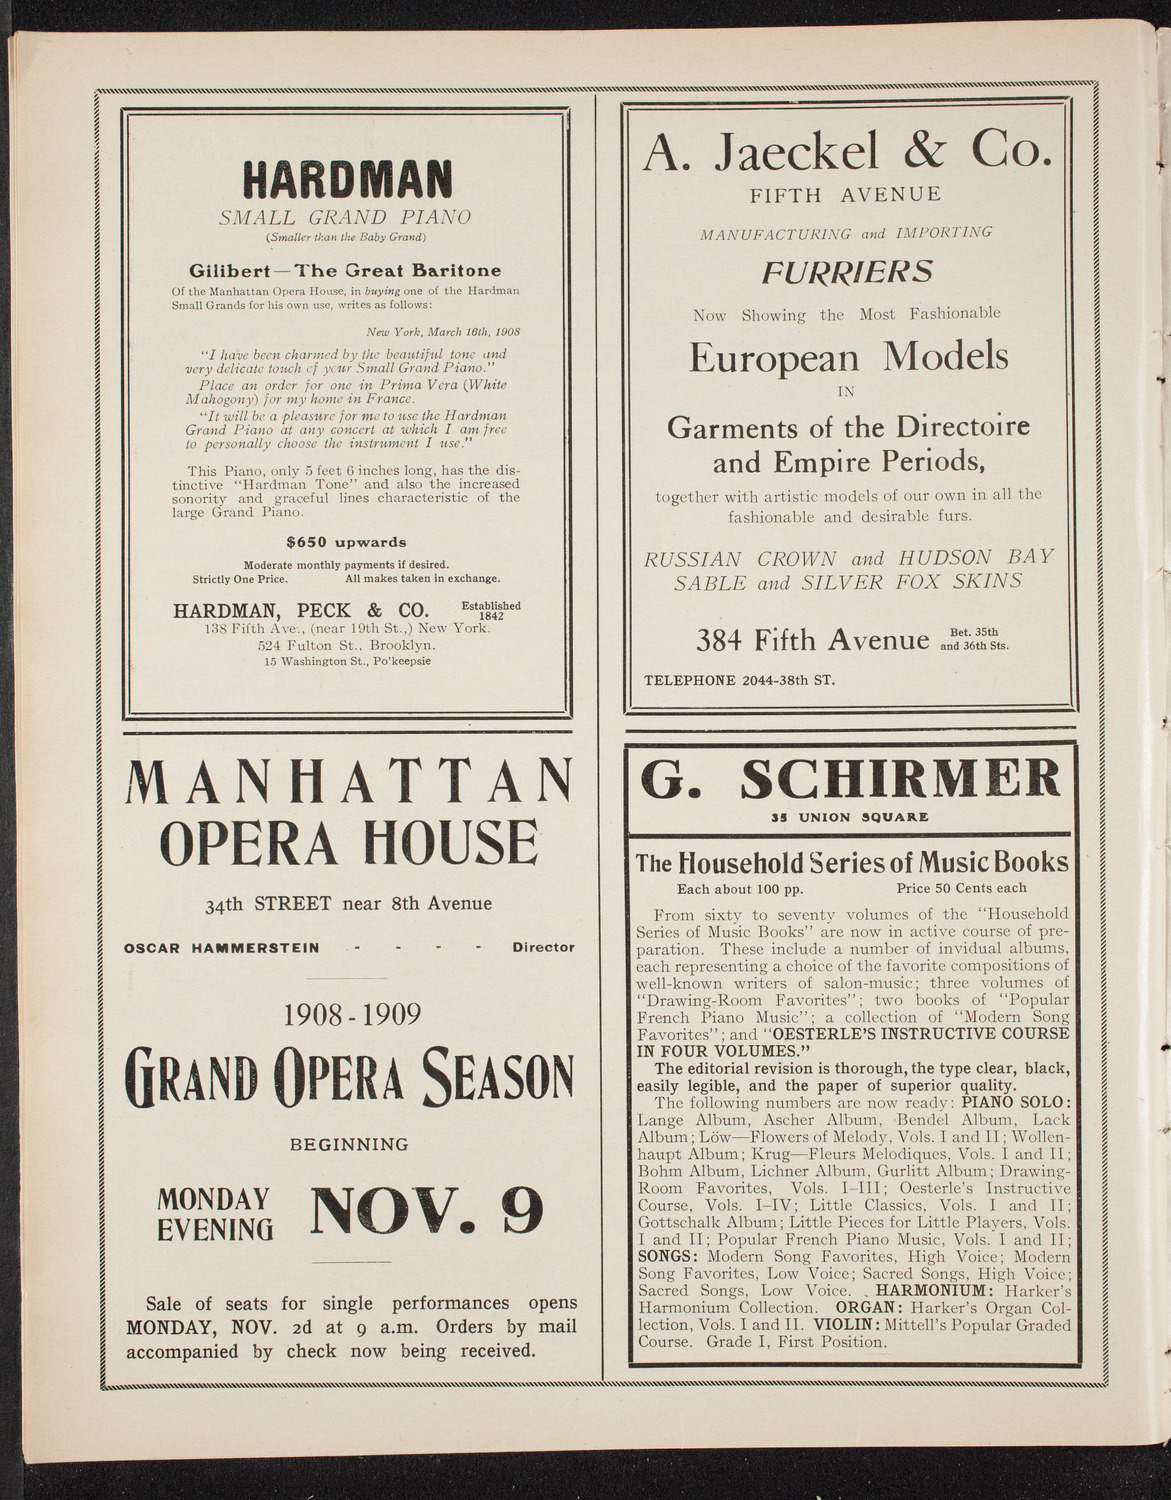 HARDMAN
SMALL GRAND PIANO
(Smaller than the Baby Grand)
Gilibert—The Great Baritone
Of the Manhattan Opera House, in buying one of the Hardman
Small Grands for his own use, writes as follows:
New York, March 16th, 1908
"I have been charmed by the beautiful tone and
very delicate touch of your Small Grand Piano."
Place an order for one in Prima Vera (White
Mahogony) for my home in France.
"It will be a pleasure for me to use the Hardman
Grand Piano at any concert at which I am free
to personally choose the instrument I use."
This Piano, only 5 feet 6 inches long, has the dis-
tinctive "Hardman Tone" and also the increased
sonority and graceful lines characteristic of the
large Grand Piano.
$650 upwards
Moderate monthly payments if desired.
Strictly One Price. All makes taken in exchange.
HARDMAN, PECK & CO. Established 1842
138 Fifth Ave., (near 19th St.,) New York.
524 Fulton St., Brooklyn.
15 Washington St., Po'keepsie
MANHATTAN
OPERA HOUSE
34th STREET near 8th Avenue
OSCAR HAMMERSTEIN - - - - Director
1908-1909
GRAND OPERA SEASON
BEGINNING
MONDAY
EVENING NOV. 9
Sale of seats for single performances opens
MONDAY, NOV. 2d at 9 a.m. Orders by mail
accompanied by check now being received.
A. Jaeckel & Co.
FIFTH AVENUE
MANUFACTURING and IMPORTING
FURRIERS
Now Showing the Most Fashionable
European Models
IN
Garments of the Directoire
and Empire Periods,
together with artistic models of our own in all the
fashionable and desirable furs.
RUSSIAN CROWN and HUDSON BAY
SABLE and SILVER FOX SKINS
384 Fifth Avenue Bet. 35th and 36th Sts.
TELEPHONE 2044-38th ST.
G. SCHIRMER
35 UNION SQUARE
The Household Series of Music Books
Each about 100 pp. Price 50 Cents each
From sixty to seventy volumes of the "Household
Series of Music Books" are now in active course of pre-
paration. These include a number of invidual albums,
each representing a choice of the favorite compositions of
well-known writers of salon-music; three volumes of
"Drawing-Room Favorites"; two books of "Popular
French Piano Music"; a collection of "Modern Song
Favorites"; and "OESTERLE'S INSTRUCTIVE COURSE
IN FOUR VOLUMES."
The editorial revision is thorough, the type clear, black,
easily legible, and the paper of superior quality.
The following numbers are now ready: PIANO SOLO:
Lange Album, Ascher Album, Bendel Album, Lack
Album; Löw—Flowers of Melody, Vols. I and II; Wollen-
haupt Album; Krug—Fleurs Melodiques, Vols. I and II;
Bohm Album, Lichner Album, Gurlitt Album; Drawing-
Room Favorites, Vols. I–III; Oesterle's Instructive
Course, Vols. I–IV; Little Classics, Vols. I and II;
Gottschalk Album; Little Pieces for Little Players, Vols.
I and II; Popular French Piano Music, Vols. I and II;
SONGS: Modern Song Favorites, High Voice; Modern
Song Favorites, Low Voice; Sacred Songs, High Voice;
Sacred Songs, Low Voice. HARMONIUM: Harker's
Harmonium Collection. ORGAN: Harker's Organ Col-
lection, Vols. I and II. VIOLIN: Mittell's Popular Graded
Course. Grade I, First Position.